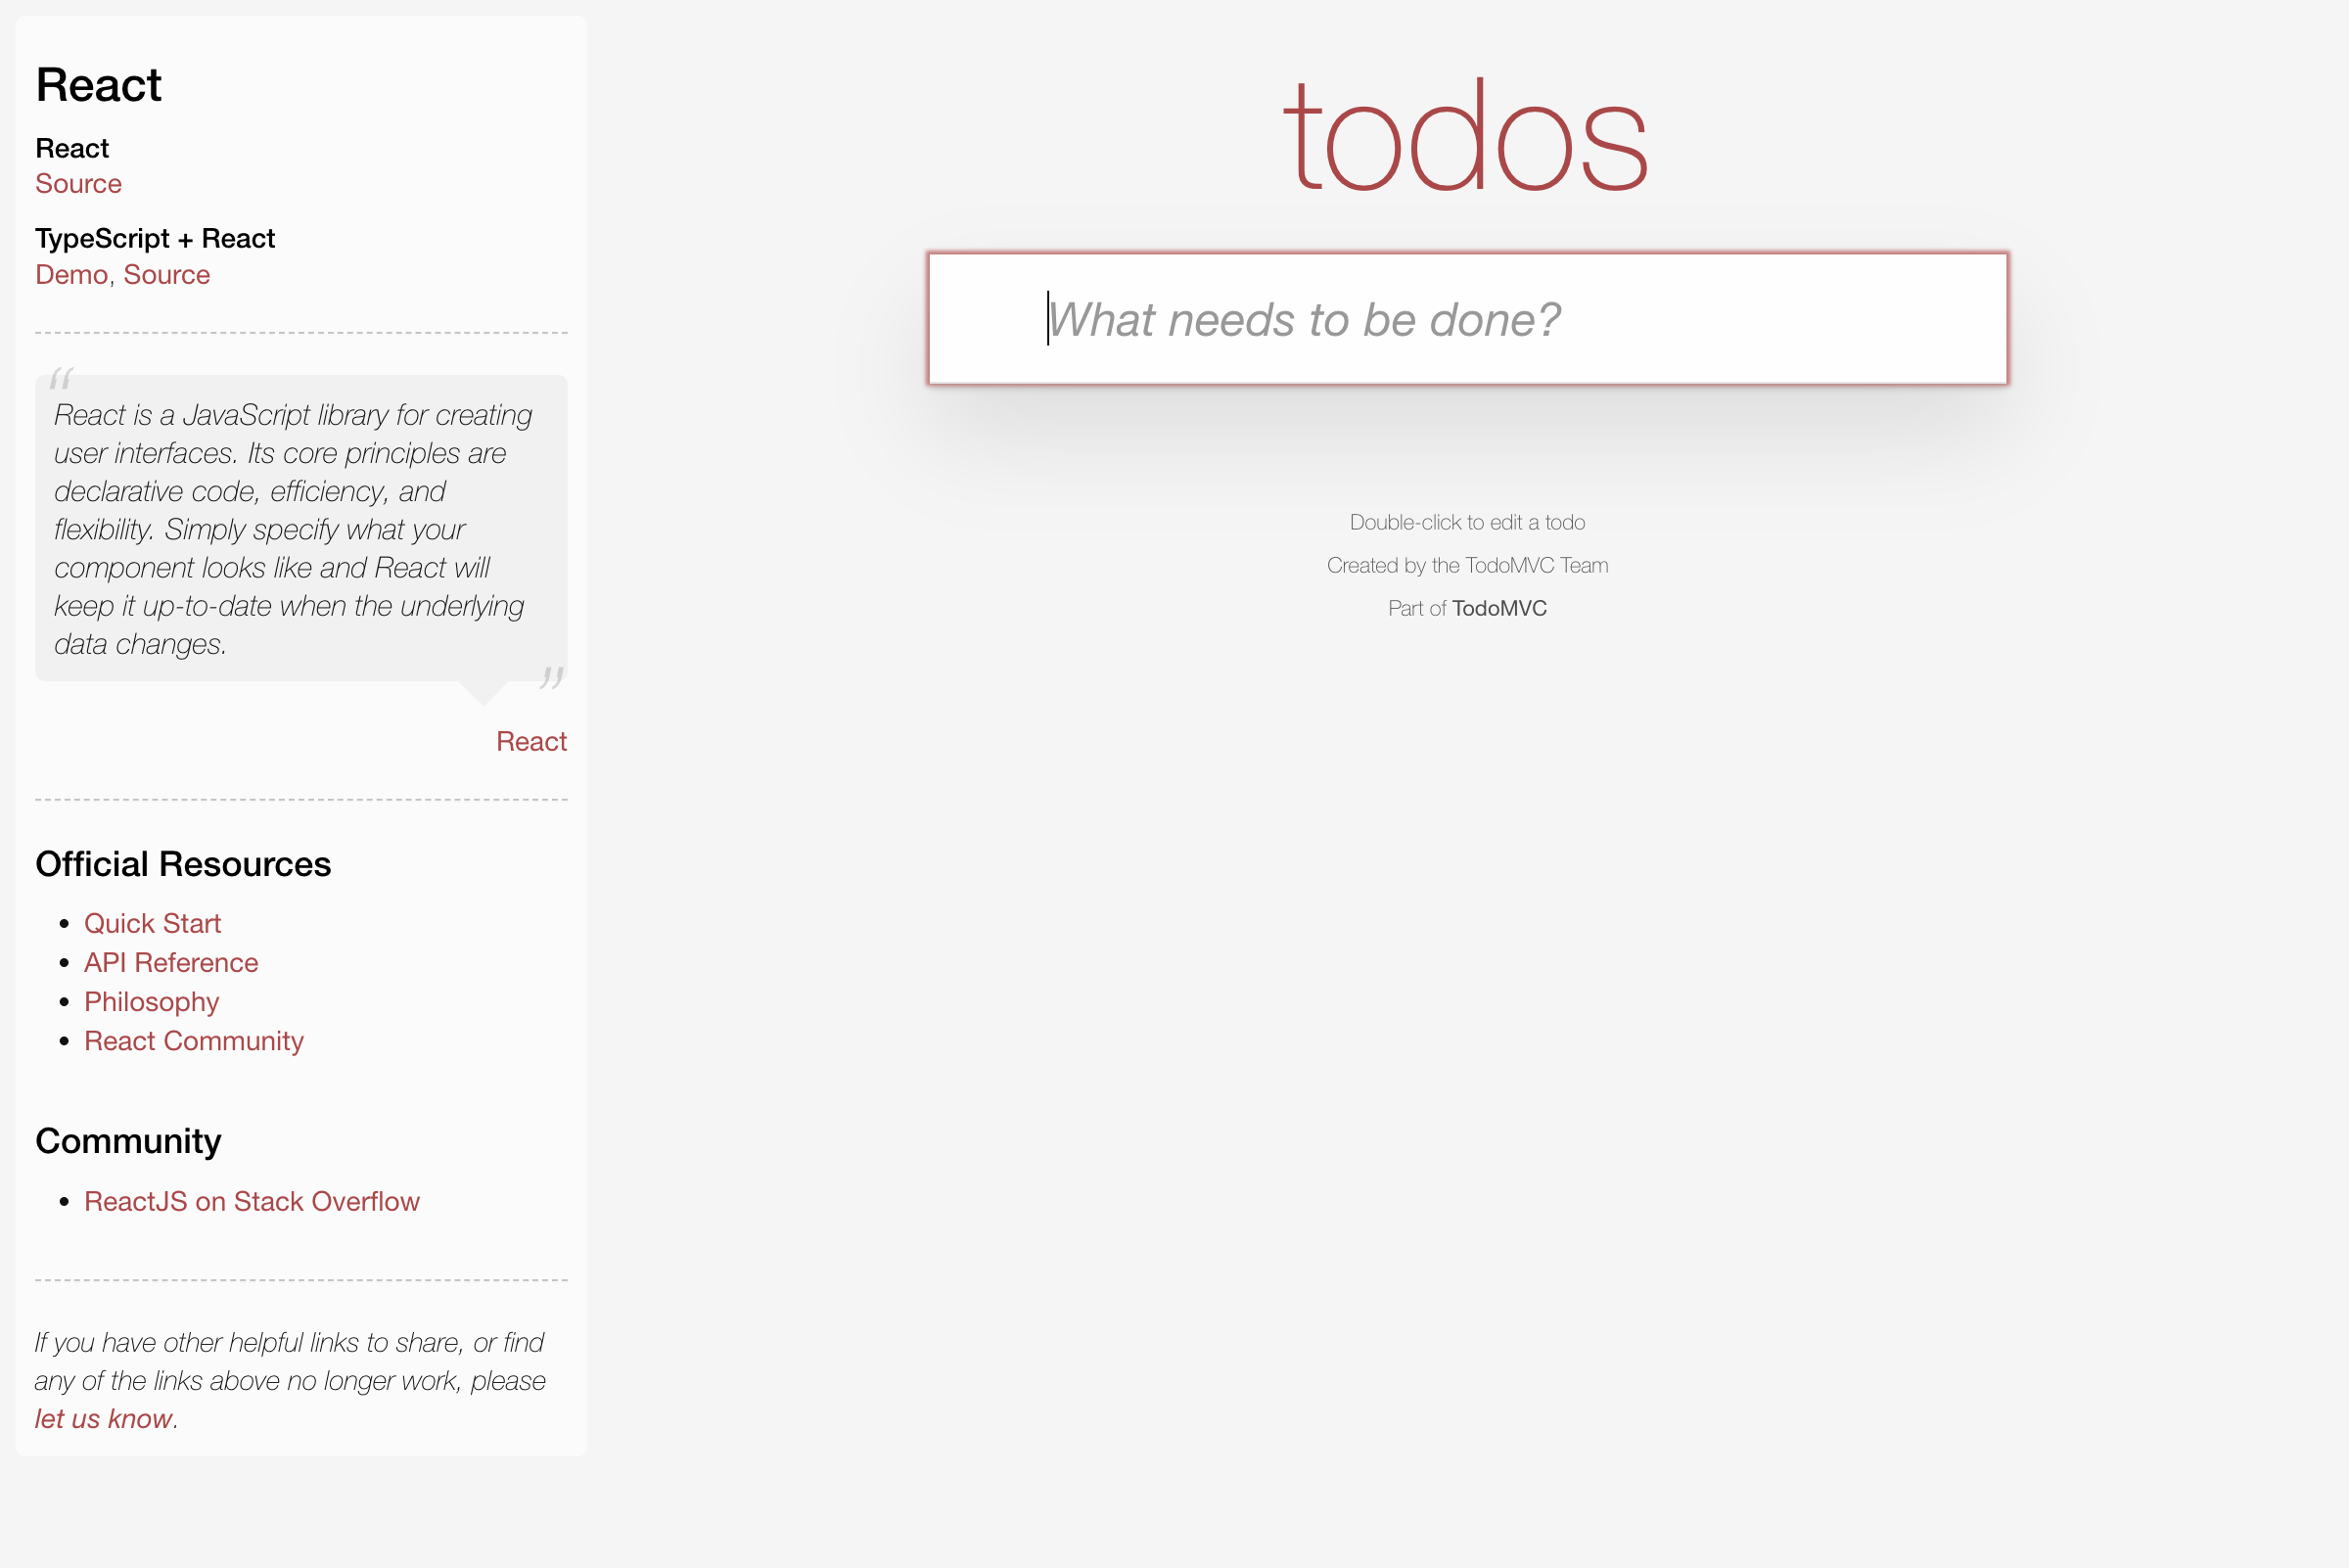 React
React
Source
TypeScript + React
Demo, Source
“
React is a JavaScript library for creating
user interfaces. Its core principles are
declarative code, efficiency, and
flexibility. Simply specify what your
component looks like and React will
keep it up-to-date when the underlying
data changes.
”
React
Official Resources
• Quick Start
• API Reference
• Philosophy
• React Community
Community
• ReactJS on Stack Overflow
If you have other helpful links to share, or find
any of the links above no longer work, please
let us know.
todos
What needs to be done?
Double-click to edit a todo
Created by the TodoMVC Team
Part of TodoMVC